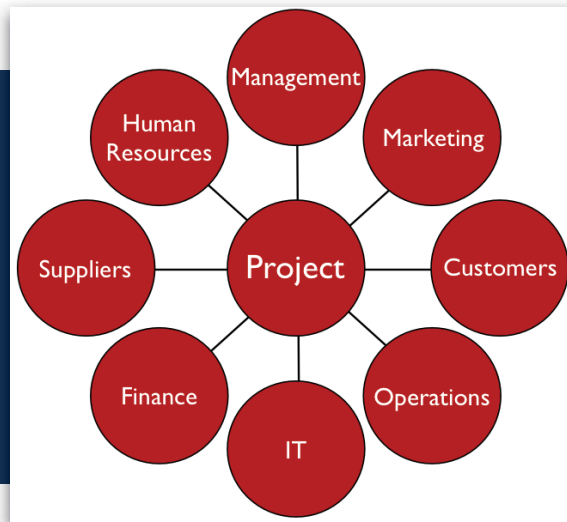 Management
Human
Resources
Marketing
Suppliers
Project
Customers
Finance
Operations
IT